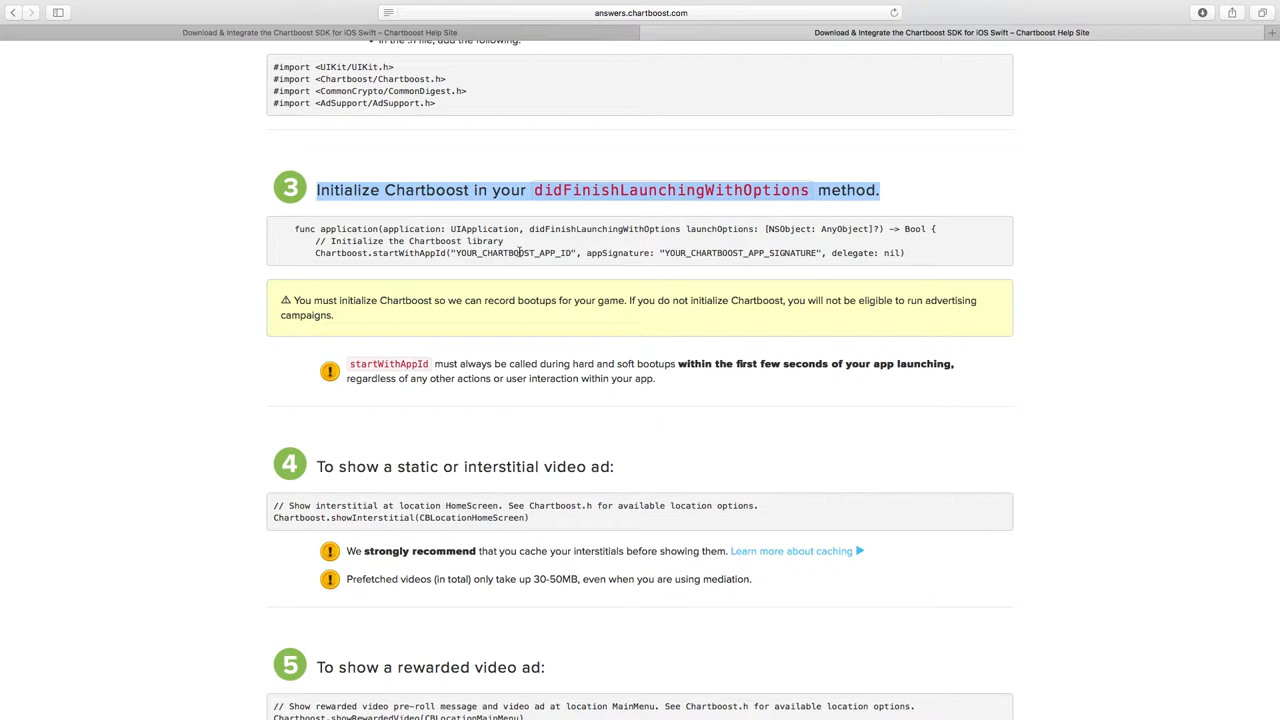 answers.chartboost.com
Download & Integrate the Chartboost SDK for iOS Swift – Chartboost Help Site
Download & Integrate the Chartboost SDK for iOS Swift – Chartboost Help Site
In the .h file, add the following:
#import <UIKit/UIKit.h>
#import <Chartboost/Chartboost.h>
#import <CommonCrypto/CommonDigest.h>
#import <AdSupport/AdSupport.h>
3 Initialize Chartboost in your didFinishLaunchingWithOptions method.
func application(application: UIApplication, didFinishLaunchingWithOptions launchOptions: [NSObject: AnyObject]?) -> Bool {
// Initialize the Chartboost library
Chartboost.startWithAppId("YOUR_CHARTBOOST_APP_ID", appSignature: "YOUR_CHARTBOOST_APP_SIGNATURE", delegate: nil)
⚠ You must initialize Chartboost so we can record bootups for your game. If you do not initialize Chartboost, you will not be eligible to run advertising
campaigns.
! startWithAppId must always be called during hard and soft bootups within the first few seconds of your app launching,
regardless of any other actions or user interaction within your app.
4 To show a static or interstitial video ad:
// Show interstitial at location HomeScreen. See Chartboost.h for available location options.
Chartboost.showInterstitial(CBLocationHomeScreen)
! We strongly recommend that you cache your interstitials before showing them. Learn more about caching ▶
! Prefetched videos (in total) only take up 30-50MB, even when you are using mediation.
5 To show a rewarded video ad:
// Show rewarded video pre-roll message and video ad at location MainMenu. See Chartboost.h for available location options.
Chartboost.showRewardedVideo(CBLocationMainMenu)